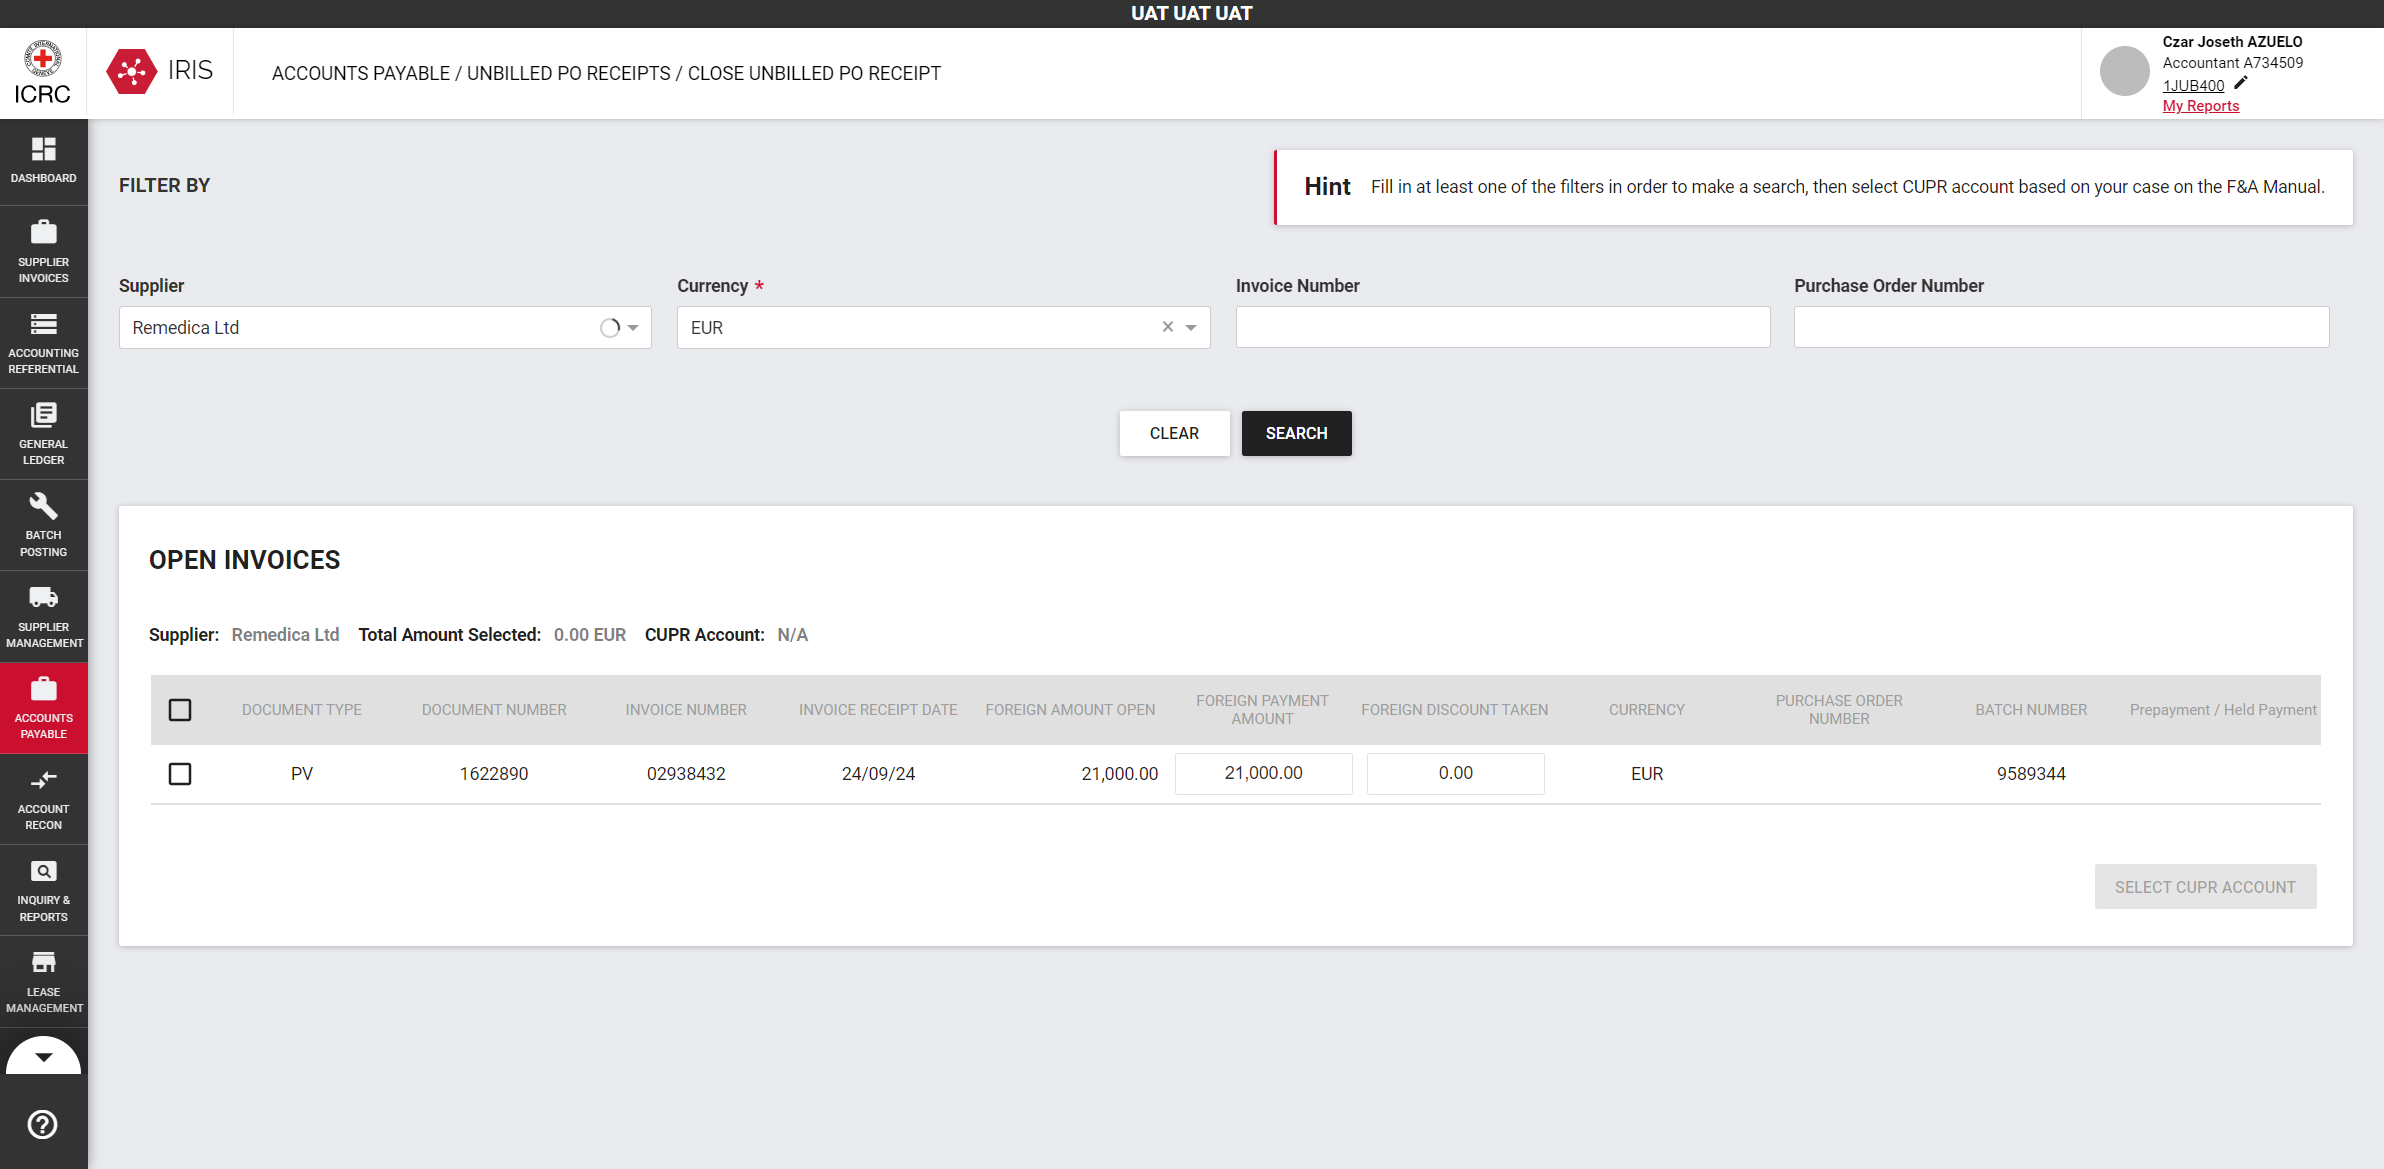 UAT UAT UAT
ICRC
IRIS
ACCOUNTS PAYABLE / UNBILLED PO RECEIPTS / CLOSE UNBILLED PO RECEIPT
Czar Joseth AZUELO
Accountant A734509
1JUB400
My Reports
DASHBOARD
SUPPLIER
INVOICES
ACCOUNTING
REFERENTIAL
GENERAL
LEDGER
BATCH
POSTING
SUPPLIER
MANAGEMENT
ACCOUNTS
PAYABLE
ACCOUNT
RECON
INQUIRY &
REPORTS
LEASE
MANAGEMENT
FILTER BY
Hint Fill in at least one of the filters in order to make a search, then select CUPR account based on your case on the F&A Manual.
Supplier Currency * Invoice Number Purchase Order Number
Remedica Ltd EUR
CLEAR SEARCH
OPEN INVOICES
Supplier: Remedica Ltd Total Amount Selected: 0.00 EUR CUPR Account: N/A
DOCUMENT TYPE DOCUMENT NUMBER INVOICE NUMBER INVOICE RECEIPT DATE FOREIGN AMOUNT OPEN FOREIGN PAYMENT AMOUNT FOREIGN DISCOUNT TAKEN CURRENCY PURCHASE ORDER NUMBER BATCH NUMBER Prepayment / Held Payment
PV 1622890 02938432 24/09/24 21,000.00 21,000.00 0.00 EUR 9589344
SELECT CUPR ACCOUNT